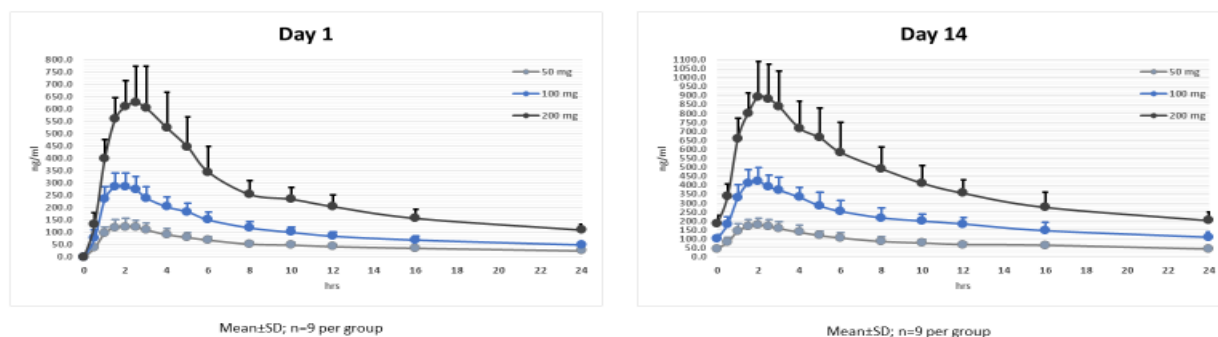 Day 1
800.0
750.0
700.0
650.0
600.0
550.0
500.0
450.0
400.0
350.0
300.0
250.0
200.0
150.0
100.0
50.0
0.0
ng/ml
50 mg
100 mg
200 mg
0 2 4 6 8 10 12 14 16 18 20 22 24
hrs
Mean±SD; n=9 per group
Day 14
1100.0
1050.0
1000.0
950.0
900.0
850.0
800.0
750.0
700.0
650.0
600.0
550.0
500.0
450.0
400.0
350.0
300.0
250.0
200.0
150.0
100.0
50.0
0.0
ng/ml
50 mg
100 mg
200 mg
0 2 4 6 8 10 12 14 16 18 20 22 24
hrs
Mean±SD; n=9 per group